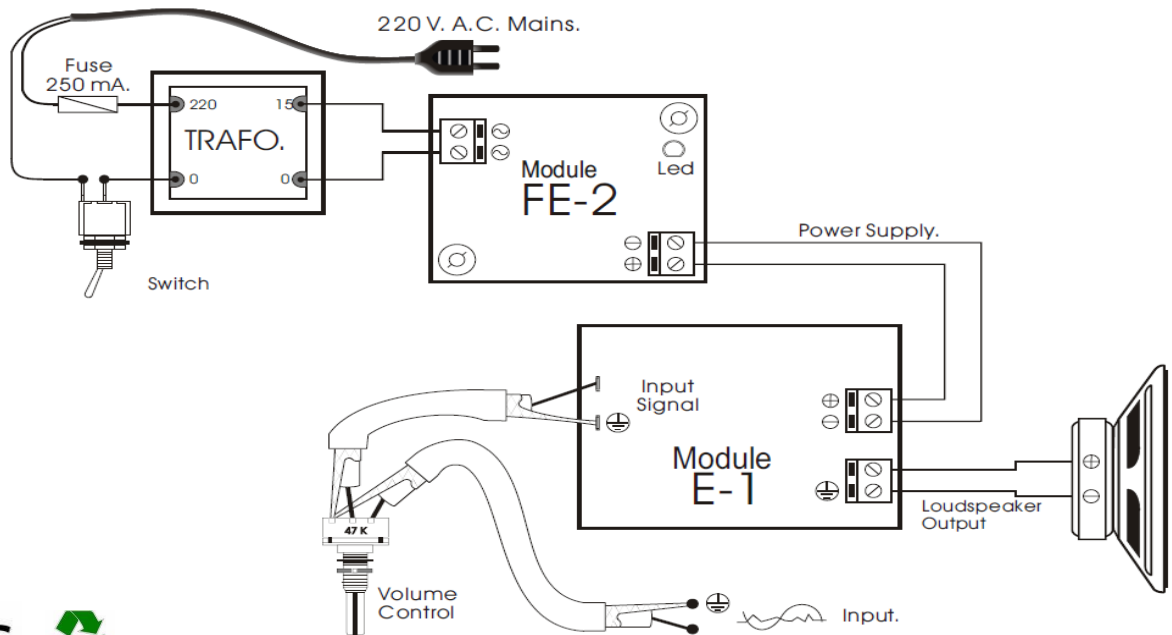 220 V. A.C. Mains.
Fuse
250 mA.
220
15
TRAFO.
0
0
Switch
Module
FE-2
Led
Power Supply.
Input
Signal
Module
E-1
Loudspeaker
Output
47 K
Volume
Control
Input.